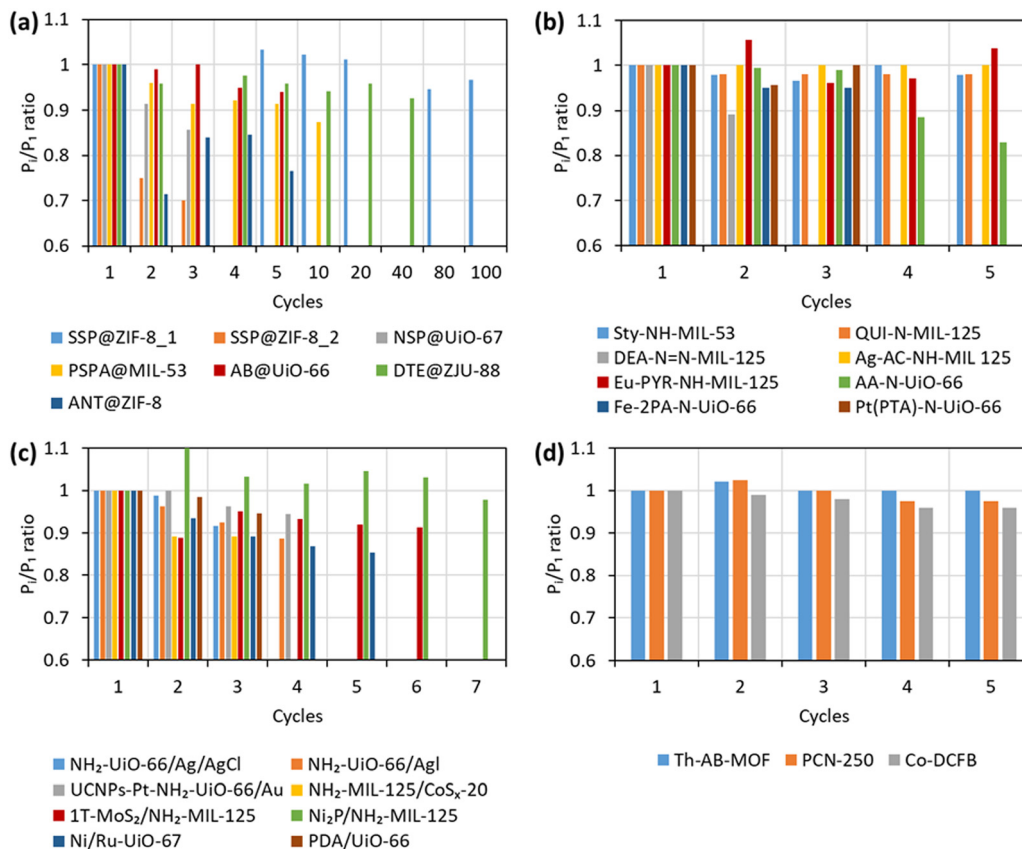 (a)
1.1
1
0.9
0.8
0.7
0.6
Pᵢ/P₁ ratio
1 2 3 4 5 10 20 40 80 100
Cycles
SSP@ZIF-8_1 SSP@ZIF-8_2 NSP@UiO-67
PSPA@MIL-53 AB@UiO-66 DTE@ZJU-88
ANT@ZIF-8
(b)
1.1
1
0.9
0.8
0.7
0.6
Pᵢ/P₁ ratio
1 2 3 4 5
Cycles
Sty-NH-MIL-53 QUI-N-MIL-125
DEA-N=N-MIL-125 Ag-AC-NH-MIL 125
Eu-PYR-NH-MIL-125 AA-N-UiO-66
Fe-2PA-N-UiO-66 Pt(PTA)-N-UiO-66
(c)
1.1
1
0.9
0.8
0.7
0.6
Pᵢ/P₁ ratio
1 2 3 4 5 6 7
Cycles
NH₂-UiO-66/Ag/AgCl NH₂-UiO-66/AgI
UCNPs-Pt-NH₂-UiO-66/Au NH₂-MIL-125/CoSₓ-20
1T-MoS₂/NH₂-MIL-125 Ni₂P/NH₂-MIL-125
Ni/Ru-UiO-67 PDA/UiO-66
(d)
1.1
1
0.9
0.8
0.7
0.6
Pᵢ/P₁ ratio
1 2 3 4 5
Cycles
Th-AB-MOF PCN-250 Co-DCFB